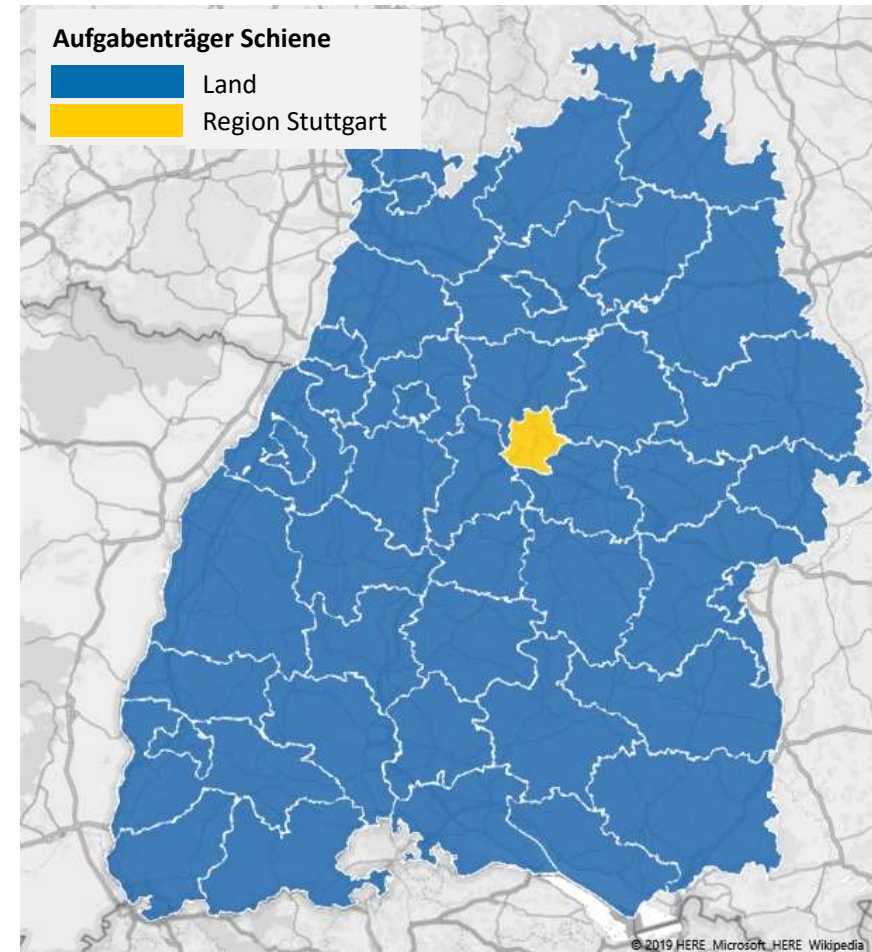 Aufgabenträger Schiene
Land
Region Stuttgart
© 2019 HERE Microsoft HERE Wikipedia